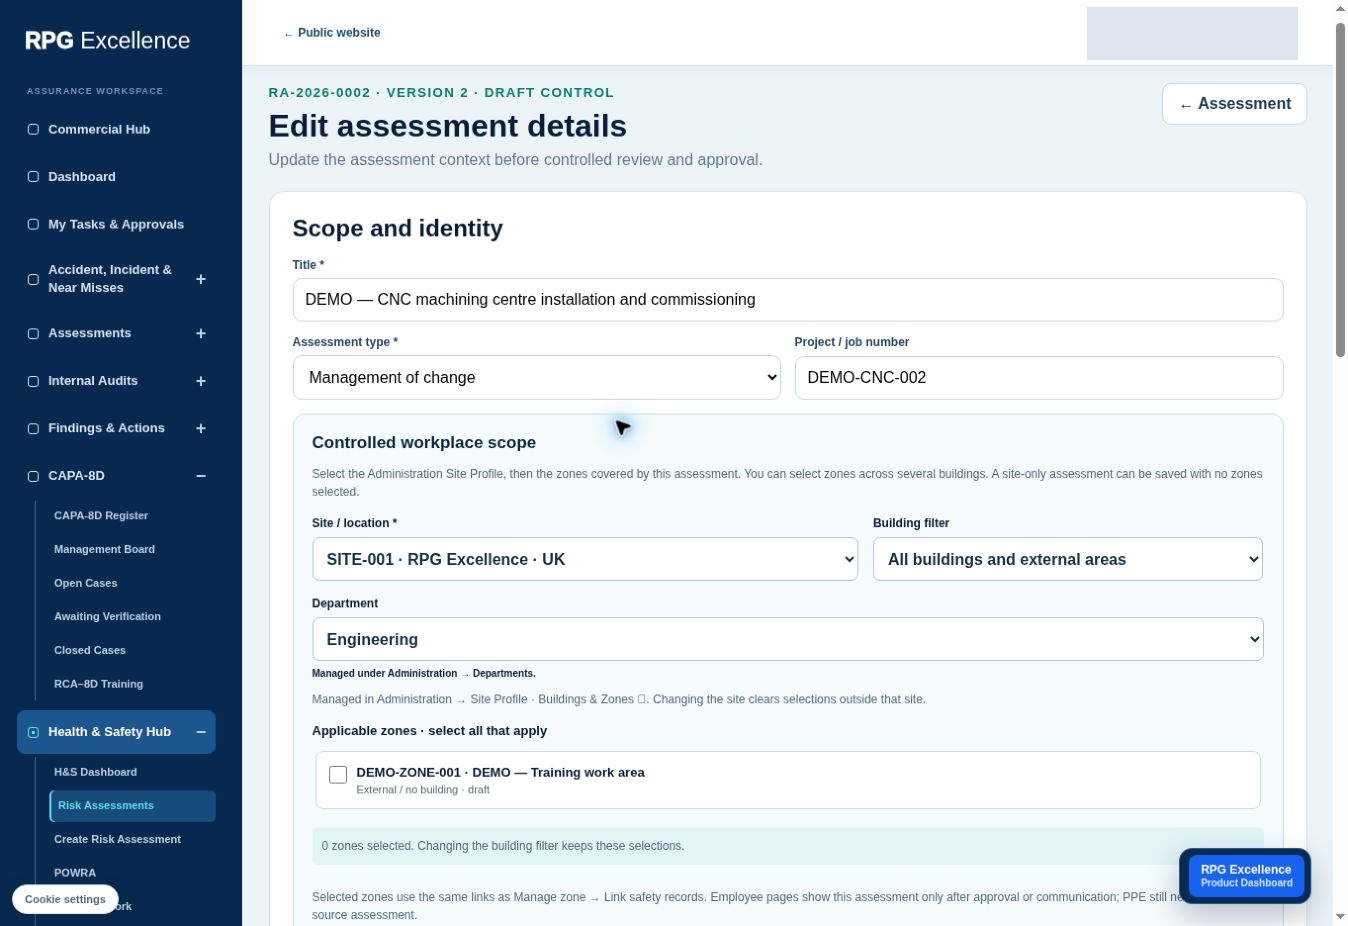 RPG Excellence
← Public website
ASSURANCE WORKSPACE
Commercial Hub
Dashboard
My Tasks & Approvals
Accident, Incident &
Near Misses
Assessments
Internal Audits
Findings & Actions
CAPA-8D
CAPA-8D Register
Management Board
Open Cases
Awaiting Verification
Closed Cases
RCA–8D Training
Health & Safety Hub
H&S Dashboard
Risk Assessments
Create Risk Assessment
POWRA
Cookie settings
RA-2026-0002 · VERSION 2 · DRAFT CONTROL
← Assessment
Edit assessment details
Update the assessment context before controlled review and approval.
Scope and identity
Title *
DEMO — CNC machining centre installation and commissioning
Assessment type *
Project / job number
Management of change
DEMO-CNC-002
Controlled workplace scope
Select the Administration Site Profile, then the zones covered by this assessment. You can select zones across several buildings. A site-only assessment can be saved with no zones
selected.
Site / location *
Building filter
SITE-001 · RPG Excellence · UK
All buildings and external areas
Department
Engineering
Managed under Administration → Departments.
Managed in Administration → Site Profile · Buildings & Zones. Changing the site clears selections outside that site.
Applicable zones · select all that apply
DEMO-ZONE-001 · DEMO — Training work area
External / no building · draft
0 zones selected. Changing the building filter keeps these selections.
Selected zones use the same links as Manage zone → Link safety records. Employee pages show this assessment only after approval or communication; PPE still
source assessment.
RPG Excellence
Product Dashboard